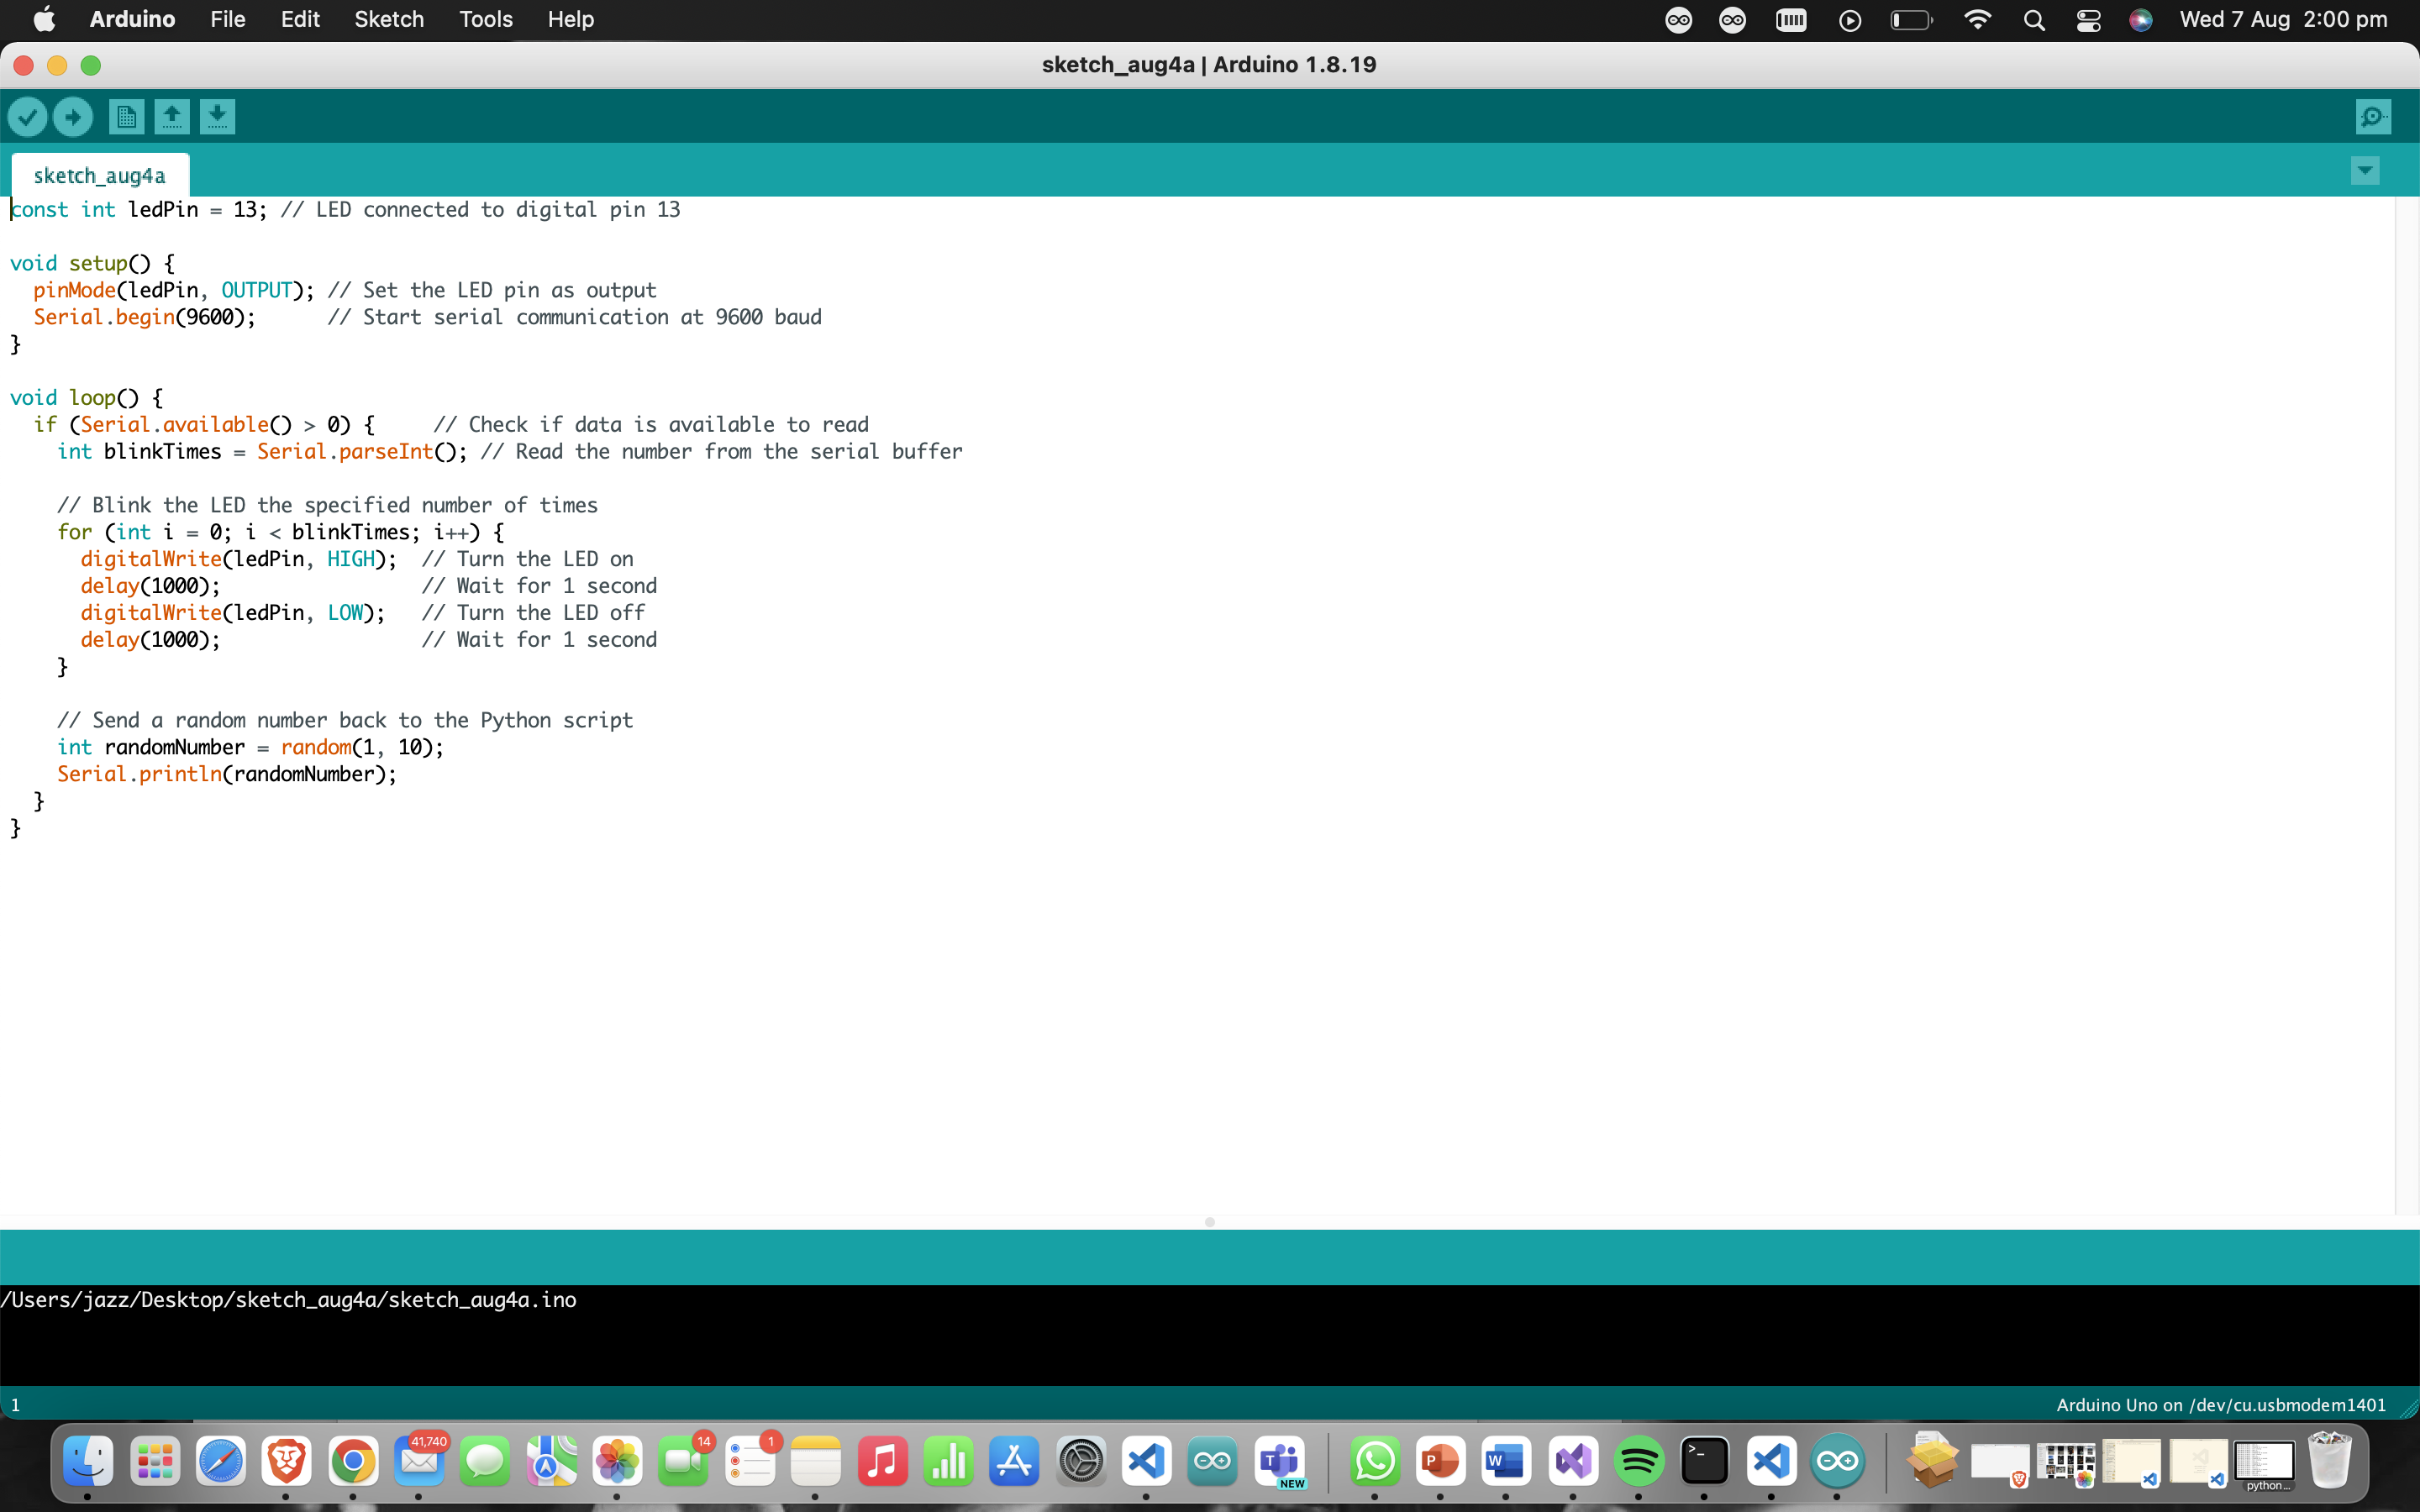 Arduino File Edit Sketch Tools Help Wed 7 Aug 2:00 pm
sketch_aug4a | Arduino 1.8.19
sketch_aug4a
const int ledPin = 13; // LED connected to digital pin 13
void setup() {
  pinMode(ledPin, OUTPUT); // Set the LED pin as output
  Serial.begin(9600);      // Start serial communication at 9600 baud
}
void loop() {
  if (Serial.available() > 0) {     // Check if data is available to read
    int blinkTimes = Serial.parseInt(); // Read the number from the serial buffer
    // Blink the LED the specified number of times
    for (int i = 0; i < blinkTimes; i++) {
      digitalWrite(ledPin, HIGH);  // Turn the LED on
      delay(1000);                 // Wait for 1 second
      digitalWrite(ledPin, LOW);   // Turn the LED off
      delay(1000);                 // Wait for 1 second
    }
    // Send a random number back to the Python script
    int randomNumber = random(1, 10);
    Serial.println(randomNumber);
  }
}
/Users/jazz/Desktop/sketch_aug4a/sketch_aug4a.ino
1 Arduino Uno on /dev/cu.usbmodem1401
41,740 14 1
T NEW P W >_ python...